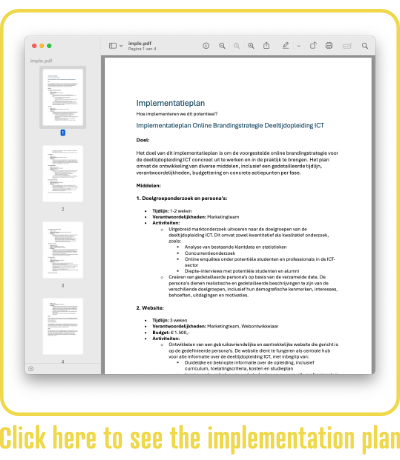 implo.pdf
Pagina 1 van 4
implo.pdf
1
2
3
4
Implementatieplan
Hoe implementeren we dit potentieel?
Implementatieplan Online Brandingstrategie Deeltijdopleiding ICT
Doel:
Het doel van dit implementatieplan is om de voorgestelde online brandingstrategie voor
de deeltijdopleiding ICT concreet uit te werken en in de praktijk te brengen. Het plan
omvat de ontwikkeling van diverse middelen, inclusief een gedetailleerde tijdlijn,
verantwoordelijkheden, budgettering en concrete actiepunten per fase.
Middelen:
1. Doelgroeponderzoek en persona's:
• Tijdlijn: 1-2 weken
• Verantwoordelijkheden: Marketingteam
• Activiteiten:
o Uitgebreid marktonderzoek uitvoeren naar de doelgroepen van de
deeltijdopleiding ICT. Dit omvat zowel kwantitatief als kwalitatief onderzoek,
zoals:
▪ Analyse van bestaande klantdata en statistieken
▪ Concurrentieonderzoek
▪ Online enquêtes onder potentiële studenten en professionals in de ICT-
sector
▪ Diepte-interviews met potentiële studenten en alumni
o Creëren van gedetailleerde persona's op basis van de verzamelde data. De
persona's dienen realistische en gedetailleerde beschrijvingen te zijn van de
verschillende doelgroepen, inclusief hun demografische kenmerken, interesses,
behoeften, uitdagingen en motivaties.
2. Website:
• Tijdlijn: 3 weken
• Verantwoordelijkheden: Marketingteam, Webontwikkelaar
• Budget: € 1.500,-
• Activiteiten:
o Ontwikkelen van een gebruiksvriendelijke en aantrekkelijke website die gericht is
op de gedefinieerde persona's. De website dient te fungeren als centrale hub
voor alle informatie over de deeltijdopleiding ICT, met inbegrip van:
▪ Duidelijke en beknopte informatie over de opleiding, inclusief
curriculum, toelatingscriteria, kosten en studieplan
Click here to see the implementation plan